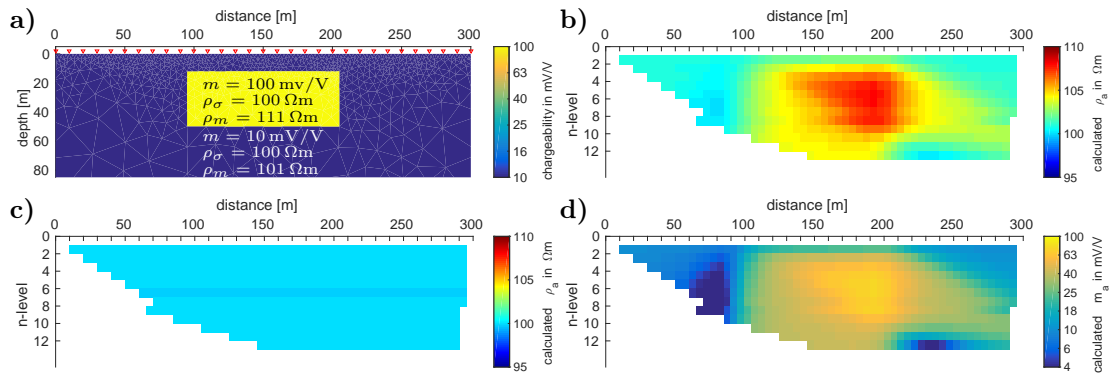 a)
distance [m]
0 50 100 150 200 250 300
depth [m]
0
20
40
60
80
m = 100 mv/V
ρσ = 100 Ωm
ρm = 111 Ωm
m = 10 mV/V
ρσ = 100 Ωm
ρm = 101 Ωm
100
63
40
25
16
10
chargeability in mV/V
b)
distance [m]
0 50 100 150 200 250 300
n-level
0
2
4
6
8
10
12
110
105
100
95
calculated ρa in Ωm
c)
distance [m]
0 50 100 150 200 250 300
n-level
0
2
4
6
8
10
12
110
105
100
95
calculated ρa in Ωm
d)
distance [m]
0 50 100 150 200 250 300
n-level
0
2
4
6
8
10
12
100
63
40
25
18
10
6
4
calculated ma in mV/V